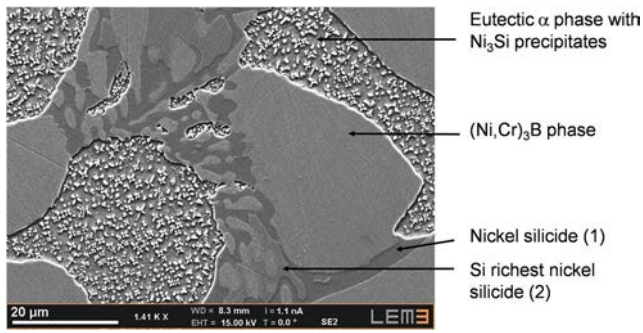 Eutectic α phase with
Ni₃Si precipitates
(Ni,Cr)₃B phase
Nickel silicide (1)
Si richest nickel
silicide (2)
20 µm
1.41 K X
WD = 8.3 mm I = 1.1 nA
EHT = 15.00 kV T = 0.0 ° SE2
LEM3